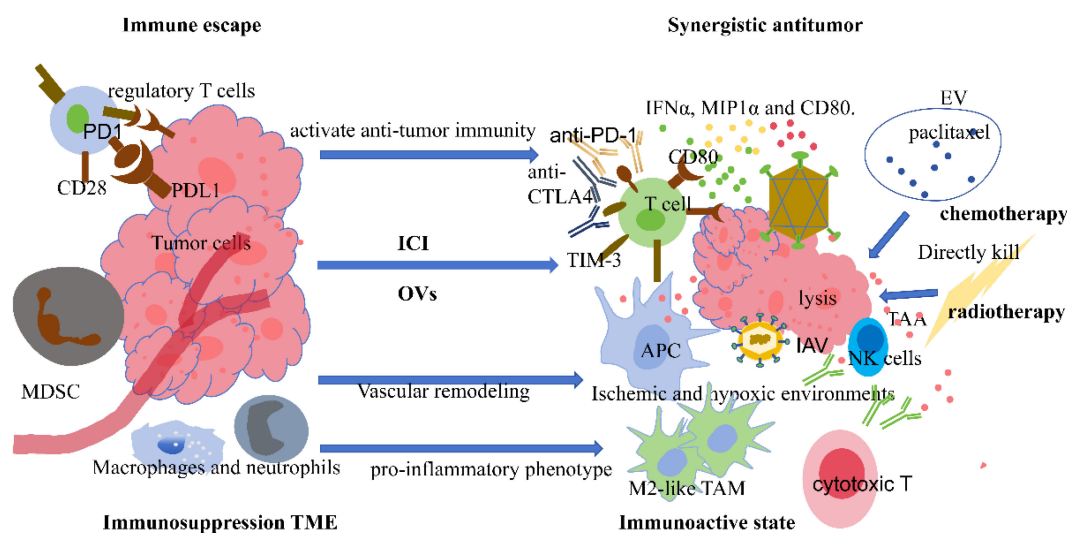 Immune escape
Synergistic antitumor
regulatory T cells
PD1
CD28
PDL1
Tumor cells
MDSC
Macrophages and neutrophils
Immunosuppression TME
activate anti-tumor immunity
ICI
OVs
Vascular remodeling
pro-inflammatory phenotype
IFNα, MIP1α and CD80.
anti-PD-1
CD80
anti-
CTLA4
T cell
TIM-3
EV
paclitaxel
chemotherapy
Directly kill
radiotherapy
lysis
TAA
APC
IAV
NK cells
Ischemic and hypoxic environments
M2-like TAM
cytotoxic T
Immunoactive state